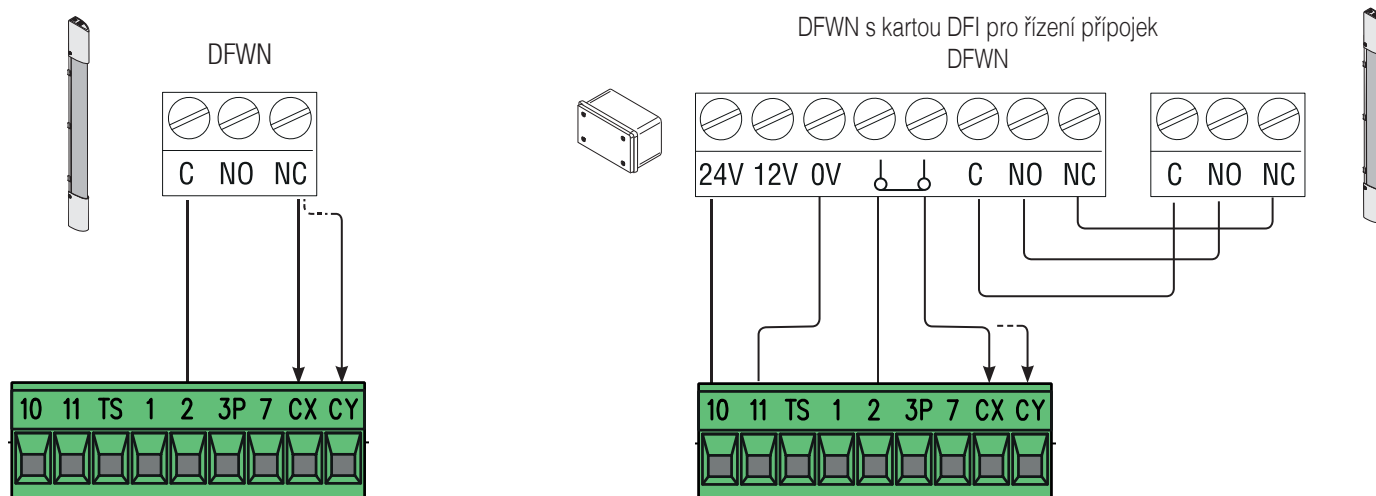 DFWN
C NO NC
10 11 TS 1 2 3P 7 CX CY
DFWN s kartou DFI pro řízení přípojek
DFWN
24V 12V 0V C NO NC
C NO NC
10 11 TS 1 2 3P 7 CX CY